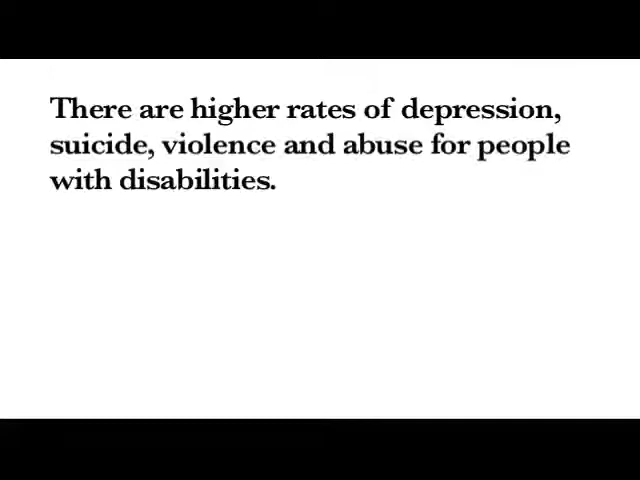 There are higher rates of depression,
suicide, violence and abuse for people
with disabilities.